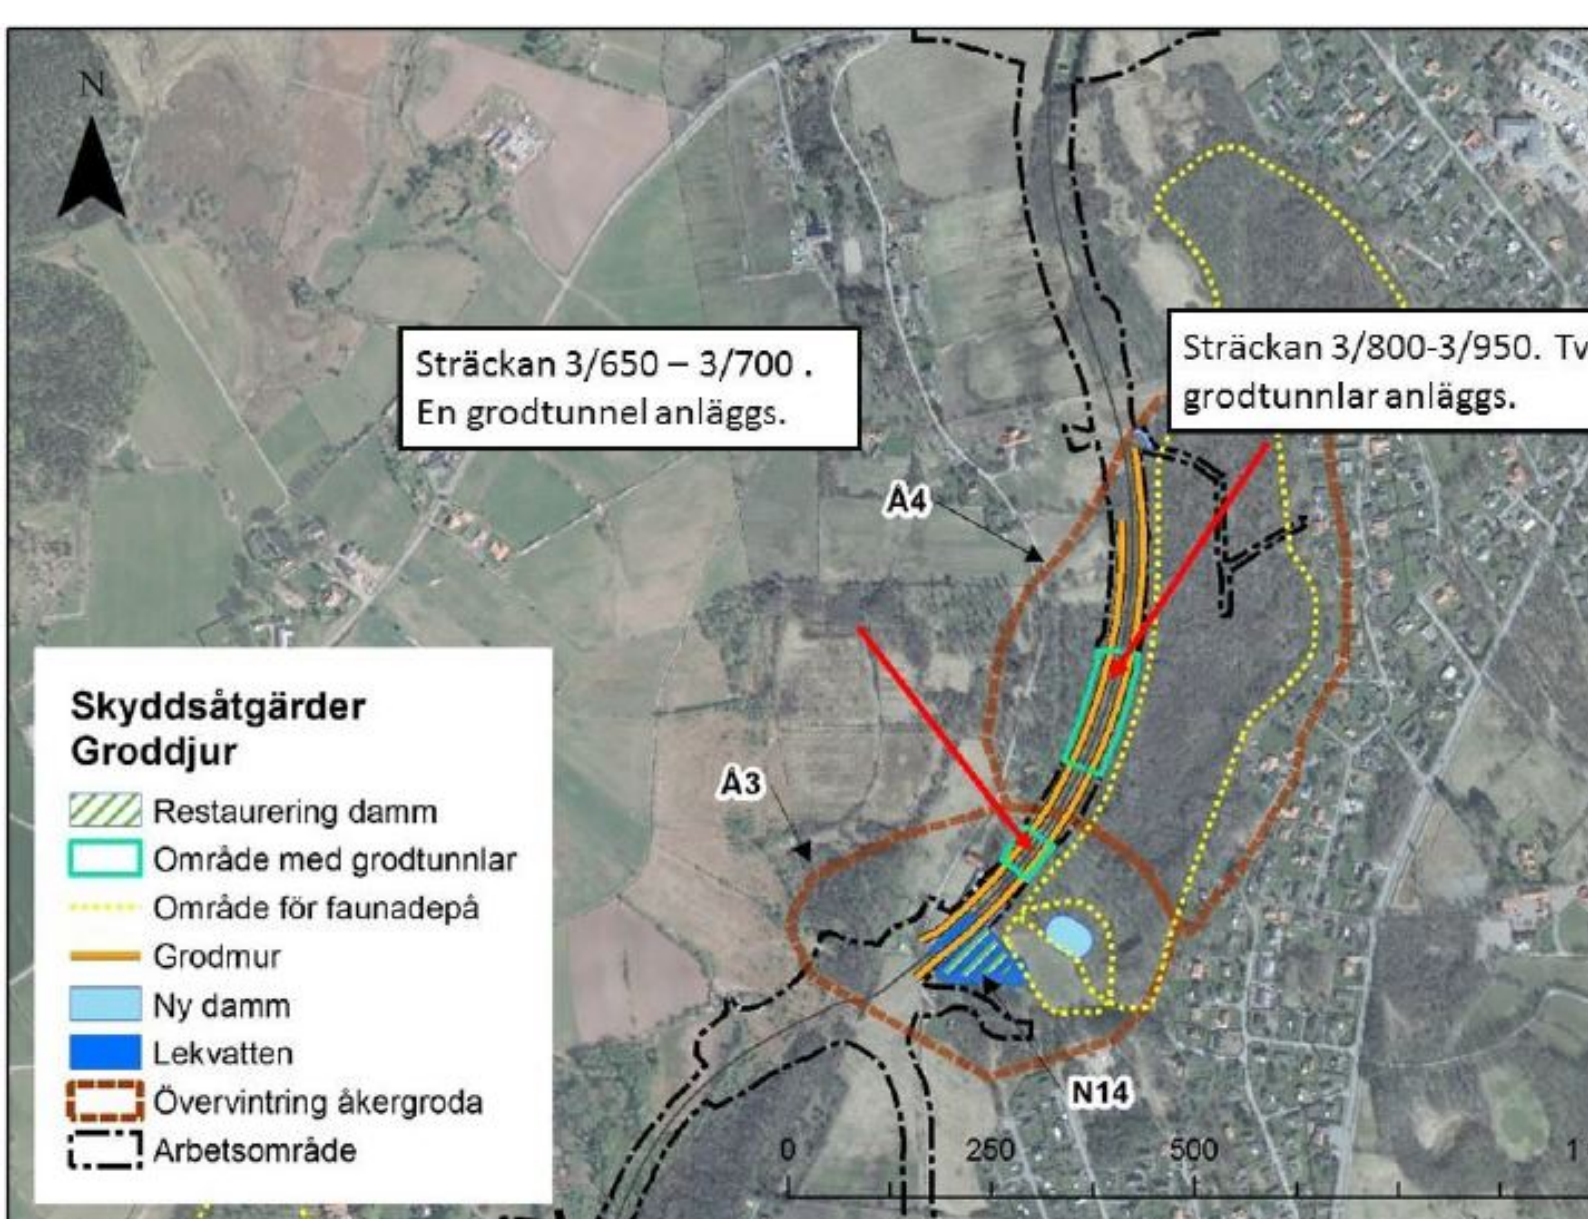 N
Sträckan 3/650 – 3/700 .
En grodtunnel anläggs.
Sträckan 3/800-3/950. Tv
grodtunnlar anläggs.
Å4
Å3
N14
Skyddsåtgärder
Groddjur
Restaurering damm
Område med grodtunnlar
Område för faunadepå
Grodmur
Ny damm
Lekvatten
Övervintring åkergroda
Arbetsområde
0 250 500 1